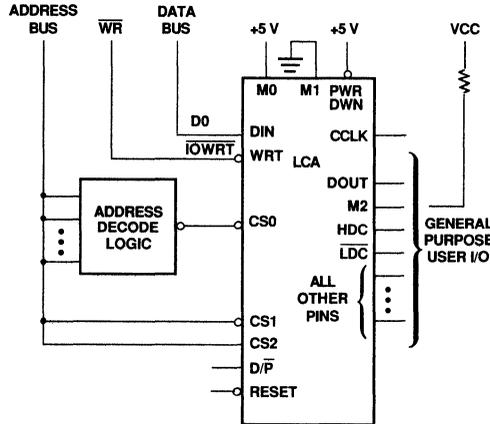 ADDRESS
BUS
WR
DATA
BUS
+5 V
+5 V
VCC
M0
M1
PWR
DWN
D0
DIN
CCLK
IOWRT
WRT
LCA
DOUT
M2
ADDRESS
DECODE
LOGIC
CS0
HDC
LDC
GENERAL
PURPOSE
USER I/O
ALL
OTHER
PINS
CS1
CS2
D/P
RESET